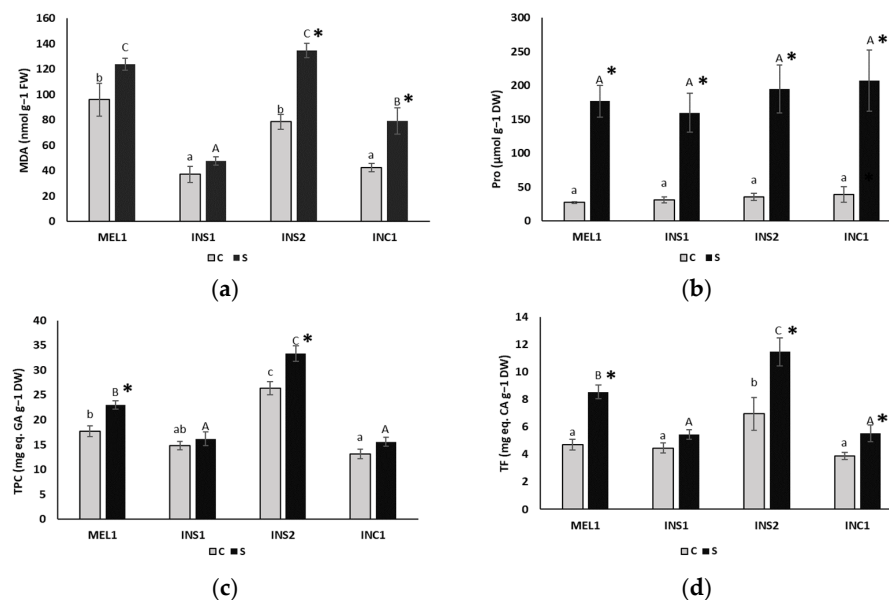 160
140
120
100
80
60
40
20
0
MDA (nmol g−1 FW)
b C
a A
b C *
a B *
MEL1 INS1 INS2 INC1
C S
(a)
300
250
200
150
100
50
0
Pro (µmol g−1 DW)
a A *
a A *
a A *
a A *
MEL1 INS1 INS2 INC1
C S
(b)
40
35
30
25
20
15
10
5
0
TPC (mg eq. GA g−1 DW)
b B *
ab A
c C *
a A
MEL1 INS1 INS2 INC1
C S
(c)
14
12
10
8
6
4
2
0
TF (mg eq. CA g−1 DW)
a B *
a A
b C *
a A *
MEL1 INS1 INS2 INC1
C S
(d)